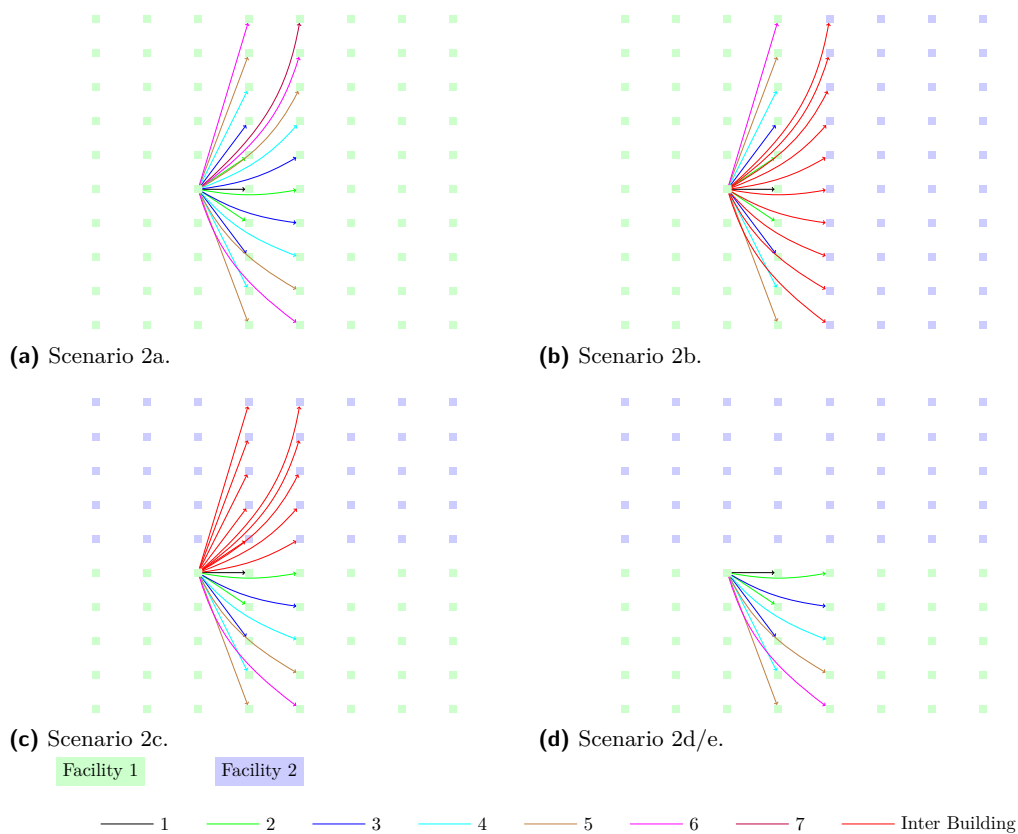 (a) Scenario 2a.
(b) Scenario 2b.
(c) Scenario 2c.
(d) Scenario 2d/e.
Facility 1
Facility 2
1 2 3 4 5 6 7 Inter Building